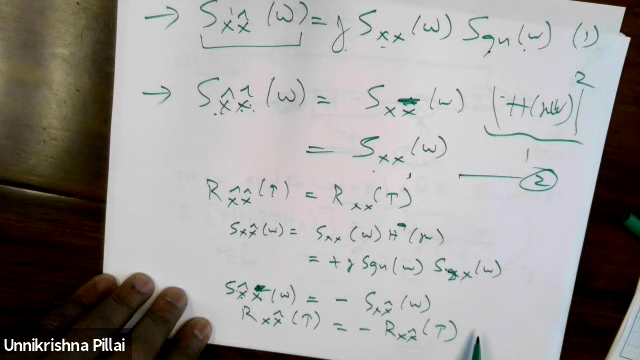 → S_{xx̂}(ω) = j S_{xx}(ω) Sgn(ω) (1)
→ S_{x̂x̂}(ω) = S_{xx}(ω) |H(jω)|²
1
= S_{xx}(ω) ②
R_{x̂x̂}(τ) = R_{xx}(τ)
S_{xx̂}(ω) = S_{xx}(ω) H*(jω)
= +j Sgn(ω) S_{xx}(ω)
S_{x̂x}(ω) = - S_{xx̂}(ω)
R_{x̂x}(τ) = - R_{xx̂}(τ)
Unnikrishna Pillai